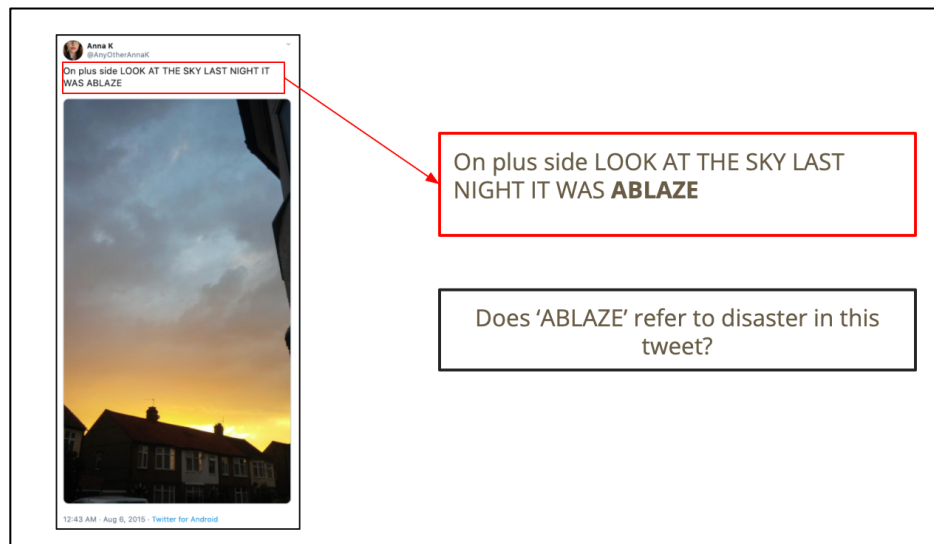 Anna K
@AnyOtherAnnaK
On plus side LOOK AT THE SKY LAST NIGHT IT
WAS ABLAZE
12:43 AM · Aug 6, 2015 · Twitter for Android
On plus side LOOK AT THE SKY LAST
NIGHT IT WAS ABLAZE
Does ‘ABLAZE’ refer to disaster in this
tweet?